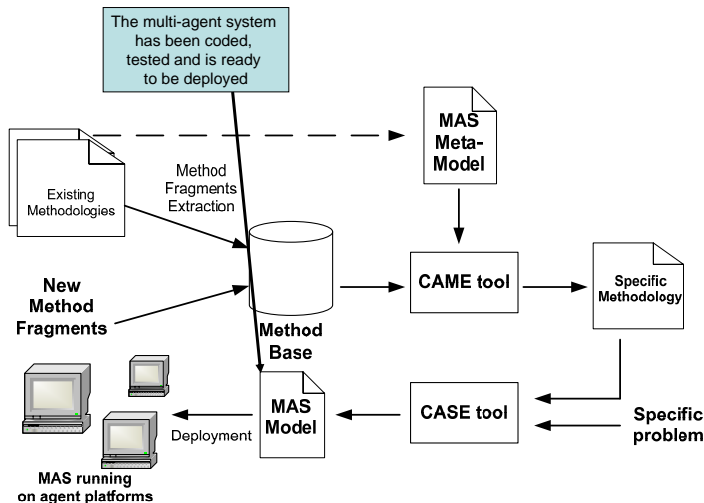 The multi-agent system
has been coded,
tested and is ready
to be deployed
MAS
Meta-
Model
Existing
Methodologies
Method
Fragments
Extraction
New
Method
Fragments
Method
Base
CAME tool
Specific
Methodology
MAS
Model
CASE tool
Specific
problem
Deployment
MAS running
on agent platforms